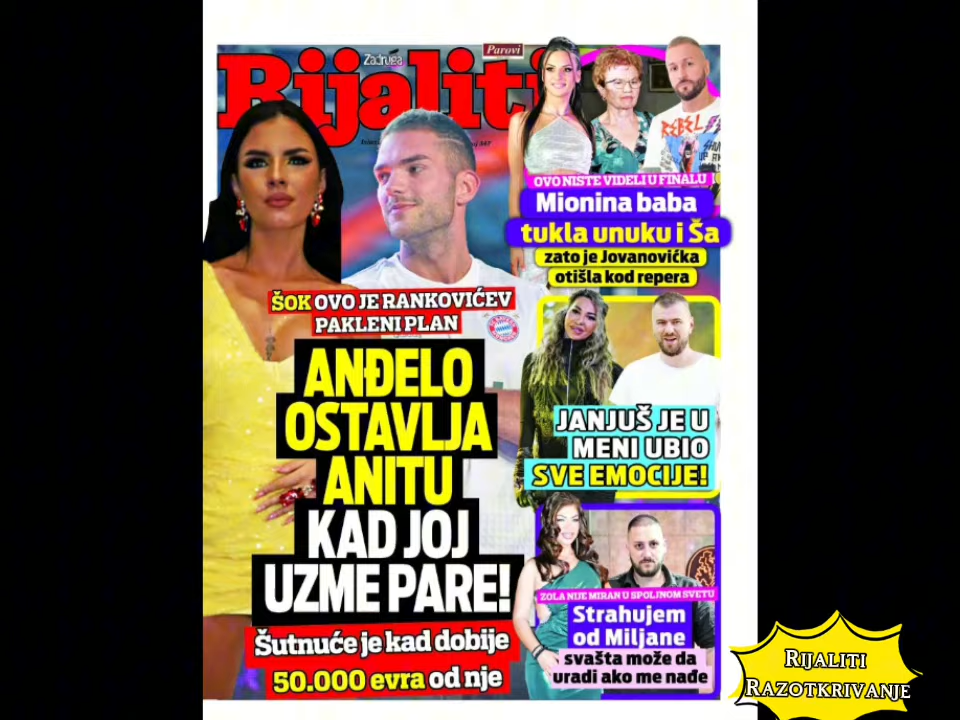 Parovi
Zadruga
Rijaliti
REBEL
OVO NISTE VIDELI U FINALU
Mionina baba
tukla unuku i Ša
zato je Jovanovićka
otišla kod repera
ŠOK OVO JE RANKOVIĆEV
PAKLENI PLAN
ANĐELO
OSTAVLJA
ANITU
KAD JOJ
UZME PARE!
Šutnuće je kad dobije
50.000 evra od nje
JANJUŠ JE U
MENI UBIO
SVE EMOCIJE!
ZOLA NIJE MIRAN U SPOLJNOM SVETU
Strahujem
od Miljane
svašta može da
uradi ako me nađe
RIJALITI
RAZOTKRIVANJE